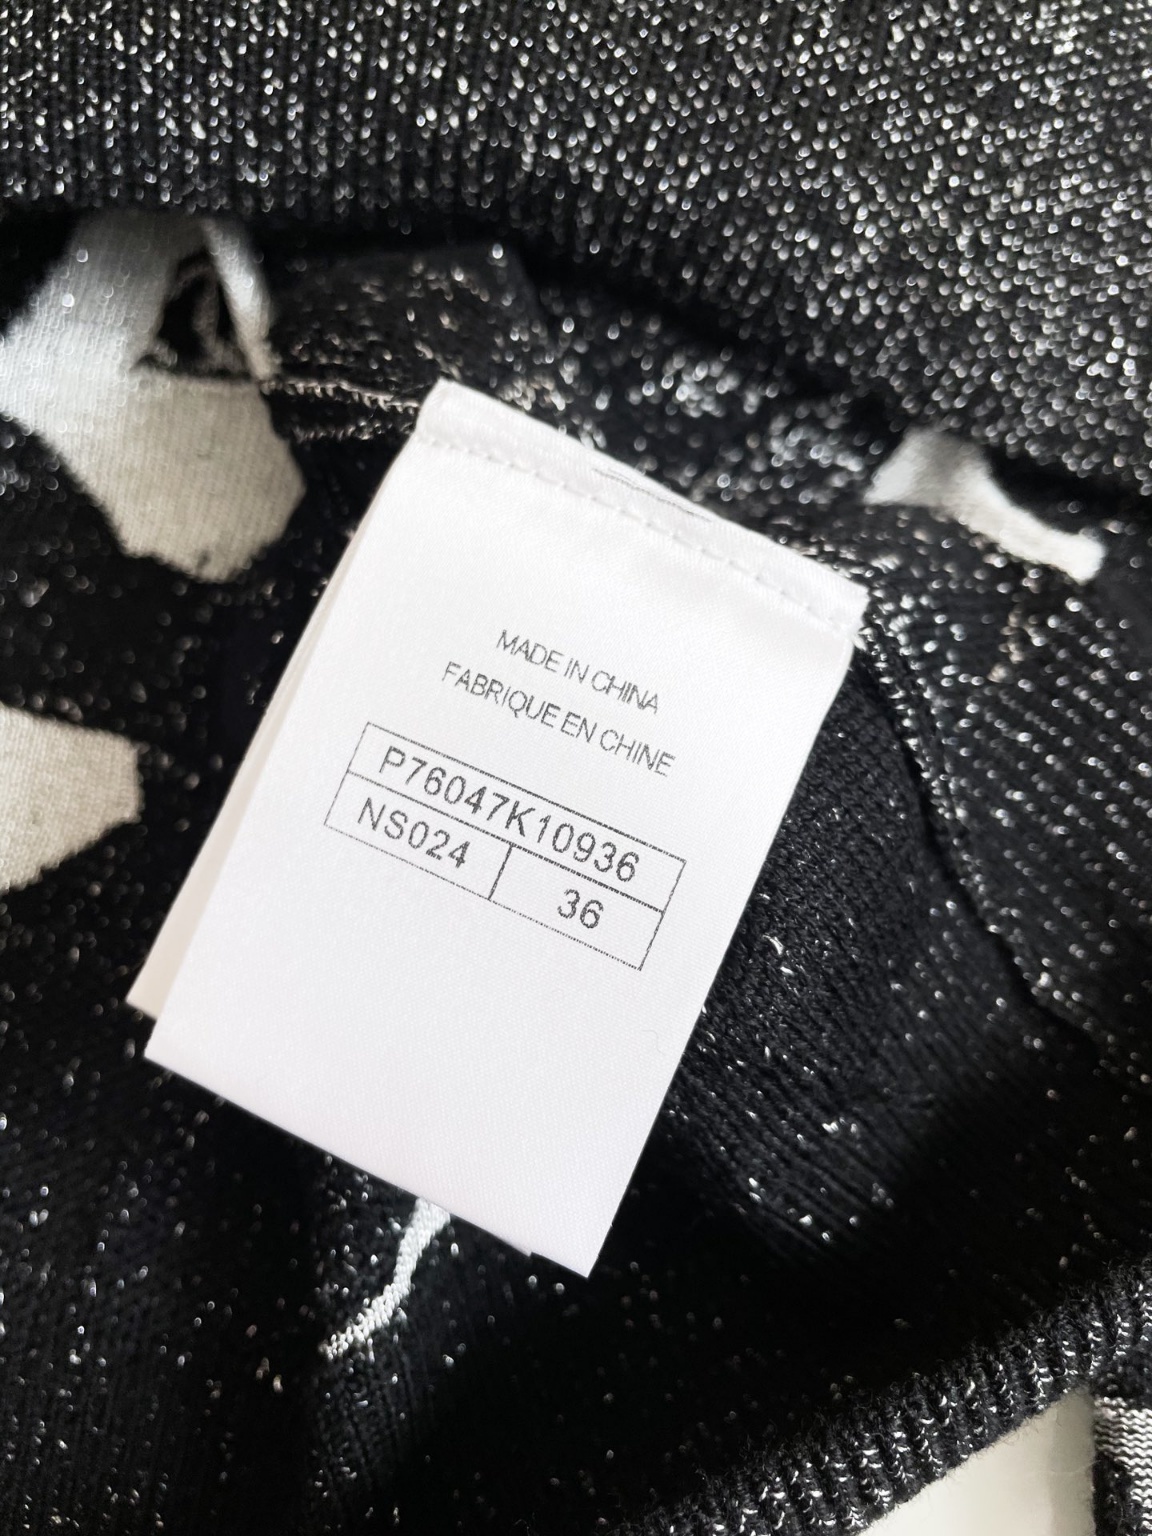 MADE IN CHINA
FABRIQUE EN CHINE
P76047K10936
NS024 36